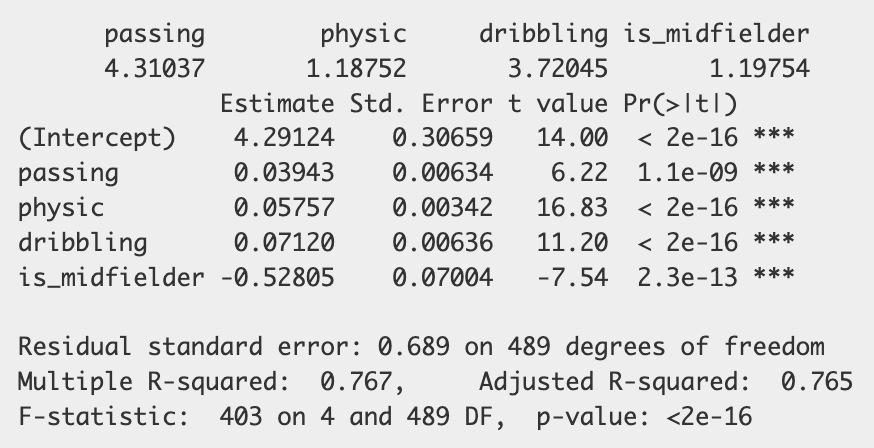 passing physic dribbling is_midfielder
4.31037 1.18752 3.72045 1.19754
Estimate Std. Error t value Pr(>|t|)
(Intercept) 4.29124 0.30659 14.00 < 2e-16 ***
passing 0.03943 0.00634 6.22 1.1e-09 ***
physic 0.05757 0.00342 16.83 < 2e-16 ***
dribbling 0.07120 0.00636 11.20 < 2e-16 ***
is_midfielder -0.52805 0.07004 -7.54 2.3e-13 ***
Residual standard error: 0.689 on 489 degrees of freedom
Multiple R-squared: 0.767, Adjusted R-squared: 0.765
F-statistic: 403 on 4 and 489 DF, p-value: <2e-16